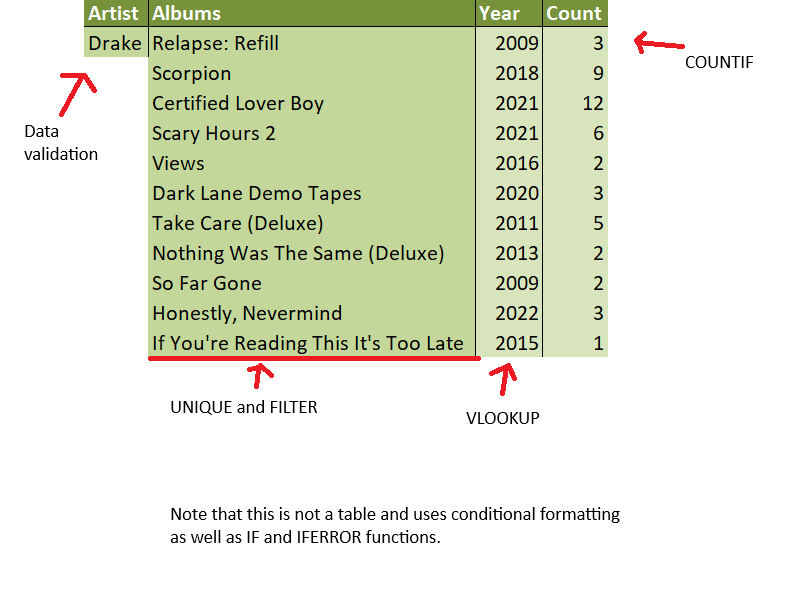 Artist Albums Year Count
Drake Relapse: Refill 2009 3
Scorpion 2018 9
Certified Lover Boy 2021 12
Scary Hours 2 2021 6
Views 2016 2
Dark Lane Demo Tapes 2020 3
Take Care (Deluxe) 2011 5
Nothing Was The Same (Deluxe) 2013 2
So Far Gone 2009 2
Honestly, Nevermind 2022 3
If You're Reading This It's Too Late 2015 1
COUNTIF
Data
validation
UNIQUE and FILTER
VLOOKUP
Note that this is not a table and uses conditional formatting
as well as IF and IFERROR functions.